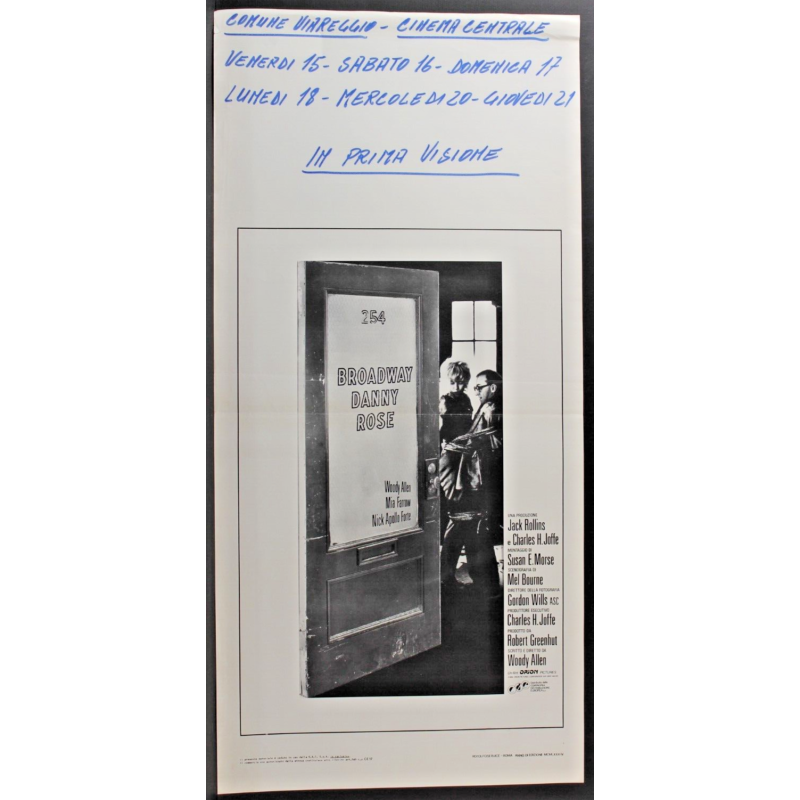 COMUNE VIAREGGIO - CINEMA CENTRALE
VENERDI 15 - SABATO 16 - DOMENICA 17
LUNEDI 18 - MERCOLEDI 20 - GIOVEDI 21
IN PRIMA VISIONE
254
BROADWAY
DANNY
ROSE
Woody Allen
Mia Farrow
Nick Apollo Forte
UNA PRODUZIONE
Jack Rollins
e Charles H. Joffe
MONTAGGIO DI
Susan E. Morse
SCENOGRAFIA DI
Mel Bourne
DIRETTORE DELLA FOTOGRAFIA
Gordon Willis ASC
PRODUTTORE ESECUTIVO
Charles H. Joffe
PRODOTTO DA
Robert Greenhut
SCRITTO E DIRETTO DA
Woody Allen
ORION PICTURES